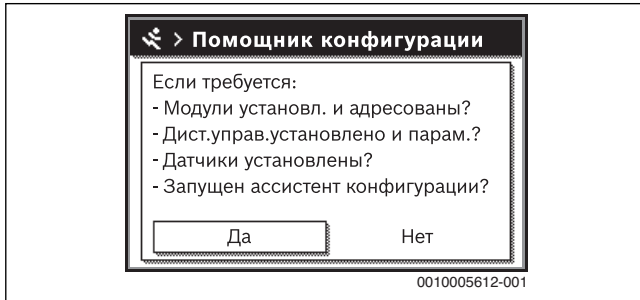 > Помощник конфигурации
Если требуется:
- Модули установл. и адресованы?
- Дист.управ.установлено и парам.?
- Датчики установлены?
- Запущен ассистент конфигурации?
Да Нет
0010005612-001